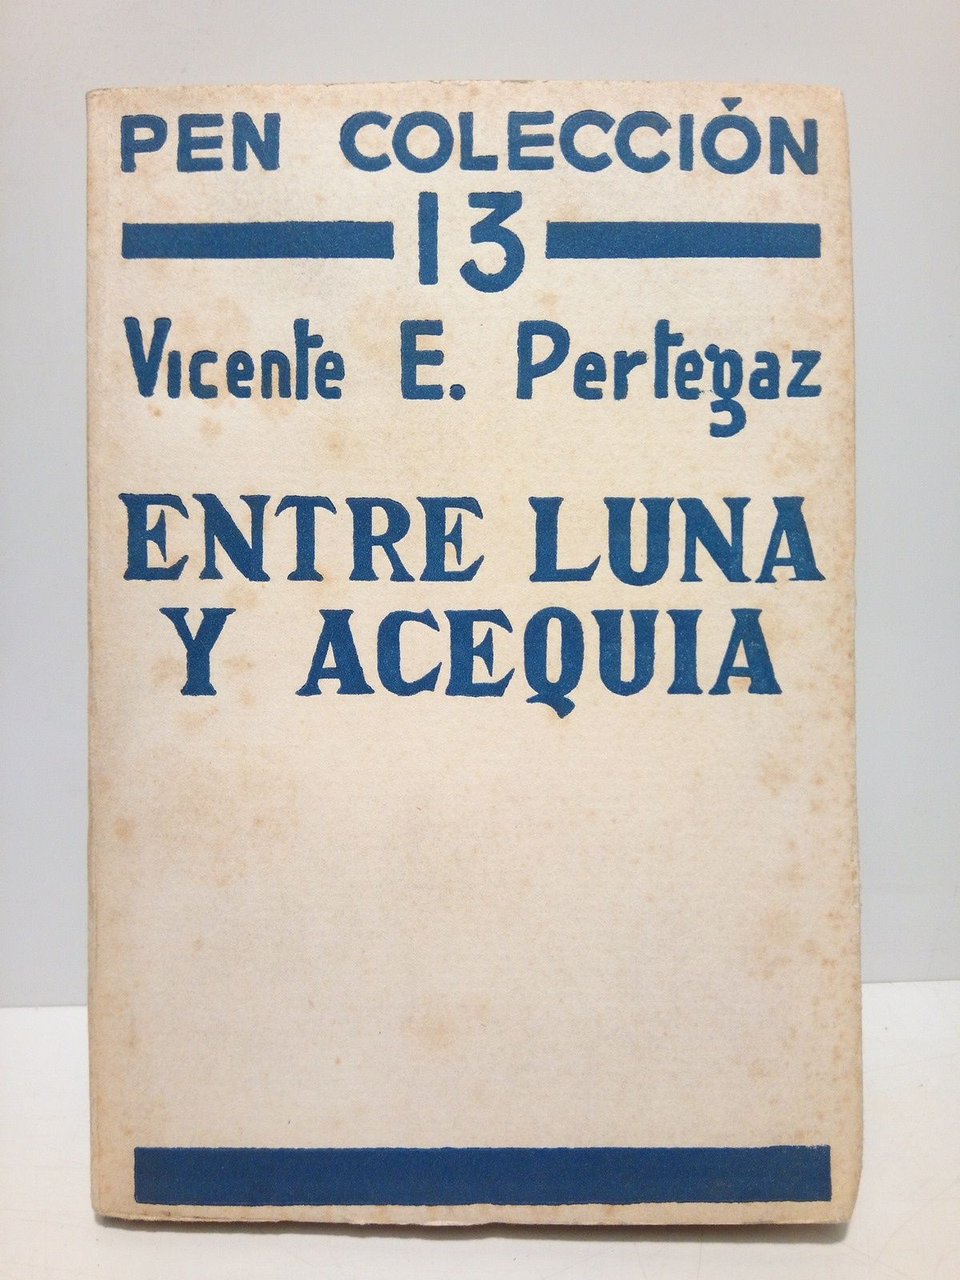 PEN COLECCIÓN
13
Vicente E. Pertegaz
ENTRE LUNA
Y ACEQUIA